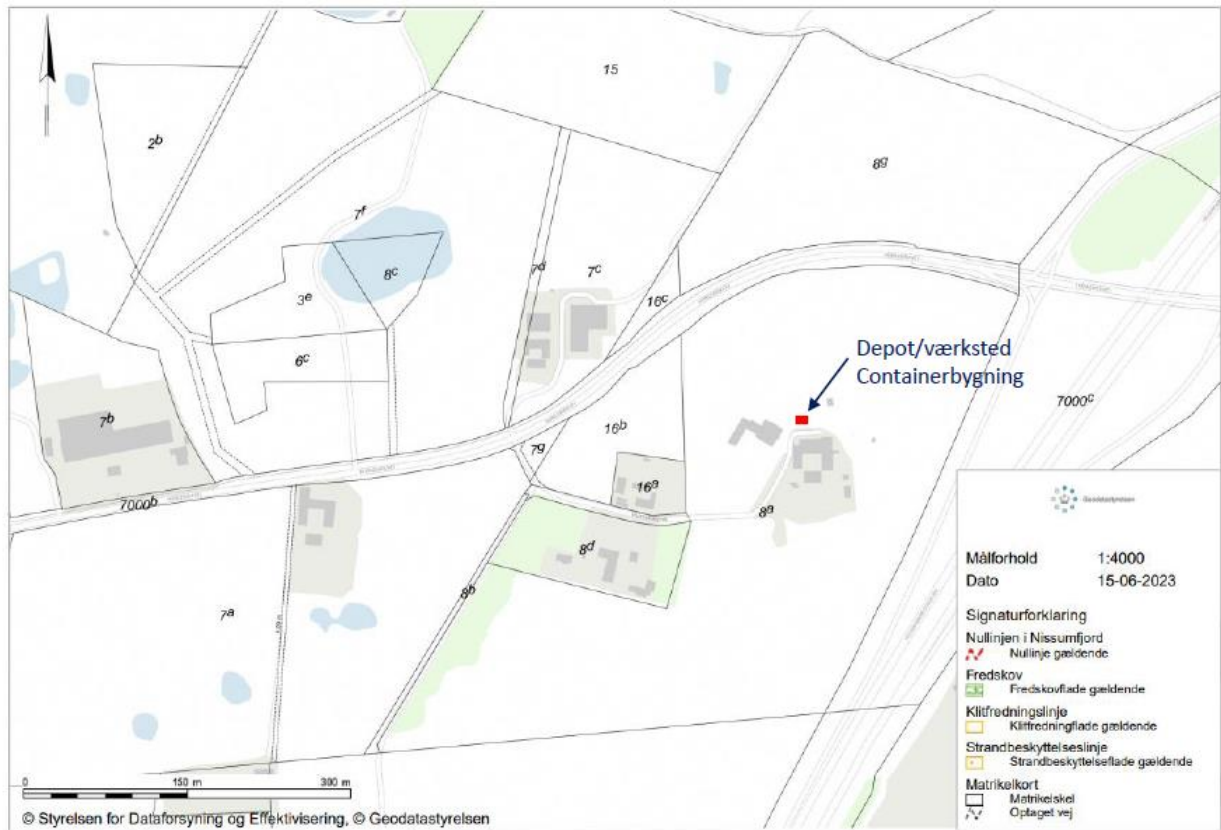 15
2b
8g
7f
8c
7d
7c
3e
16c
6c
Depot/værksted
Containerbygning
7000c
7b
16b
7g
16a
7000b
8a
8d
8b
7a
Geodatastyrelsen
Målforhold 1:4000
Dato 15-06-2023
Signaturforklaring
Nullinjen i Nissumfjord
Nullinje gældende
Fredskov
Fredskovflade gældende
Klitfredningslinje
Klitfredningflade gældende
Strandbeskyttelseslinje
Strandbeskyttelseflade gældende
Matrikelkort
Matrikelskel
Optaget vej
0 150 m 300 m
© Styrelsen for Dataforsyning og Effektivisering, © Geodatastyrelsen